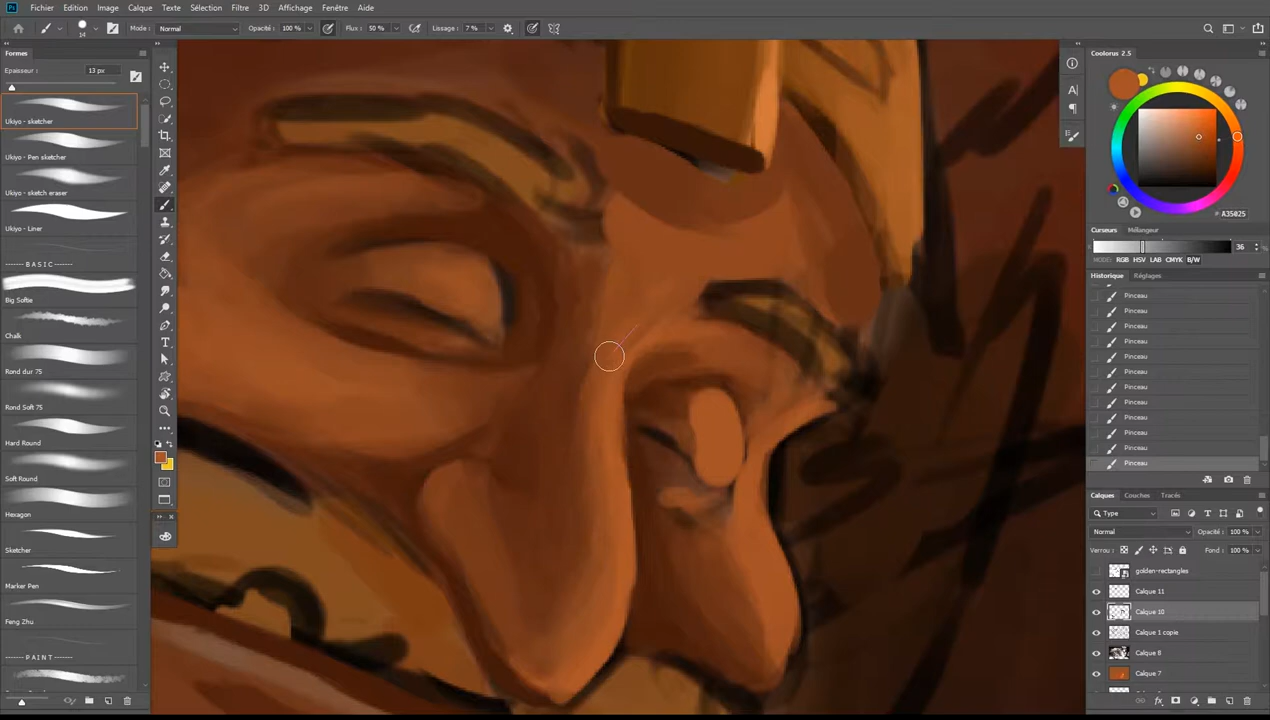 Fichier Edition Image Calque Texte Sélection Filtre 3D Affichage Fenêtre Aide
14 Mode : Normal Opacité : 100 % Flux : 50 % Lissage : 7 %
Formes
Epaisseur : 13 px
Ukiyo - sketcher
Ukiyo - Pen sketcher
Ukiyo - sketch eraser
Ukiyo - Liner
------- B A S I C -------
Big Softie
Chalk
Rond dur 75
Rond Soft 75
Hard Round
Soft Round
Hexagon
Sketcher
Marker Pen
Feng Zhu
------- P A I N T -------
Coolorus 2.5
# A35025
Curseurs Mélangeur
K 36 %
MODE: RGB HSV LAB CMYK B/W
Historique Réglages
Pinceau
Pinceau
Pinceau
Pinceau
Pinceau
Pinceau
Pinceau
Pinceau
Pinceau
Pinceau
Pinceau
Pinceau
Calques Couches Tracés
Type
Normal Opacité : 100 %
Verrou : Fond : 100 %
golden-rectangles
Calque 11
Calque 10
Calque 1 copie
Calque 8
Calque 7